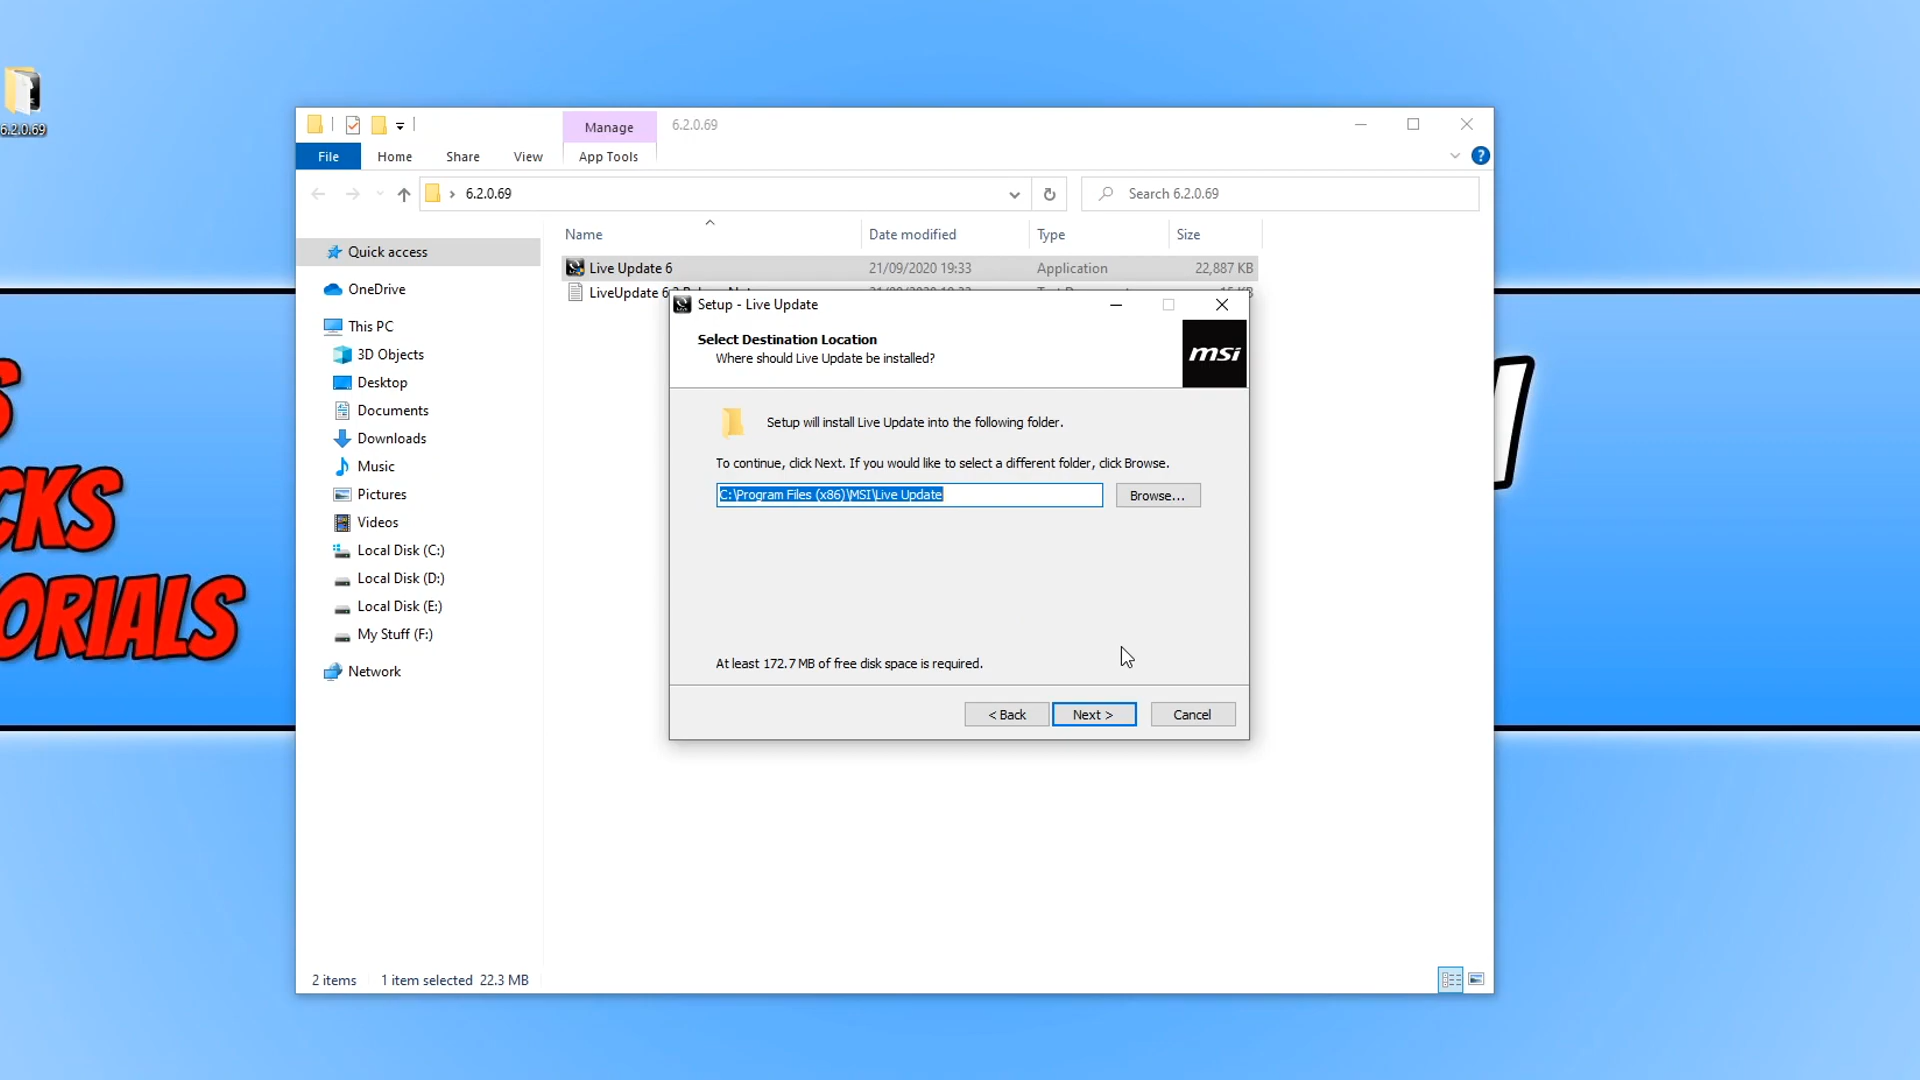 6.2.0.69
Manage
6.2.0.69
File
Home
Share
View
App Tools
6.2.0.69
Search 6.2.0.69
Name
Date modified
Type
Size
Quick access
OneDrive
This PC
3D Objects
Desktop
Documents
Downloads
Music
Pictures
Videos
Local Disk (C:)
Local Disk (D:)
Local Disk (E:)
My Stuff (F:)
Network
Live Update 6
21/09/2020 19:33
Application
22,887 KB
LiveUpdate 6
Setup - Live Update
Select Destination Location
Where should Live Update be installed?
msi
Setup will install Live Update into the following folder.
To continue, click Next. If you would like to select a different folder, click Browse.
C:\Program Files (x86)\MSI\Live Update
Browse...
At least 172.7 MB of free disk space is required.
< Back
Next >
Cancel
2 items
1 item selected 22.3 MB
S
CKS
ORIALS